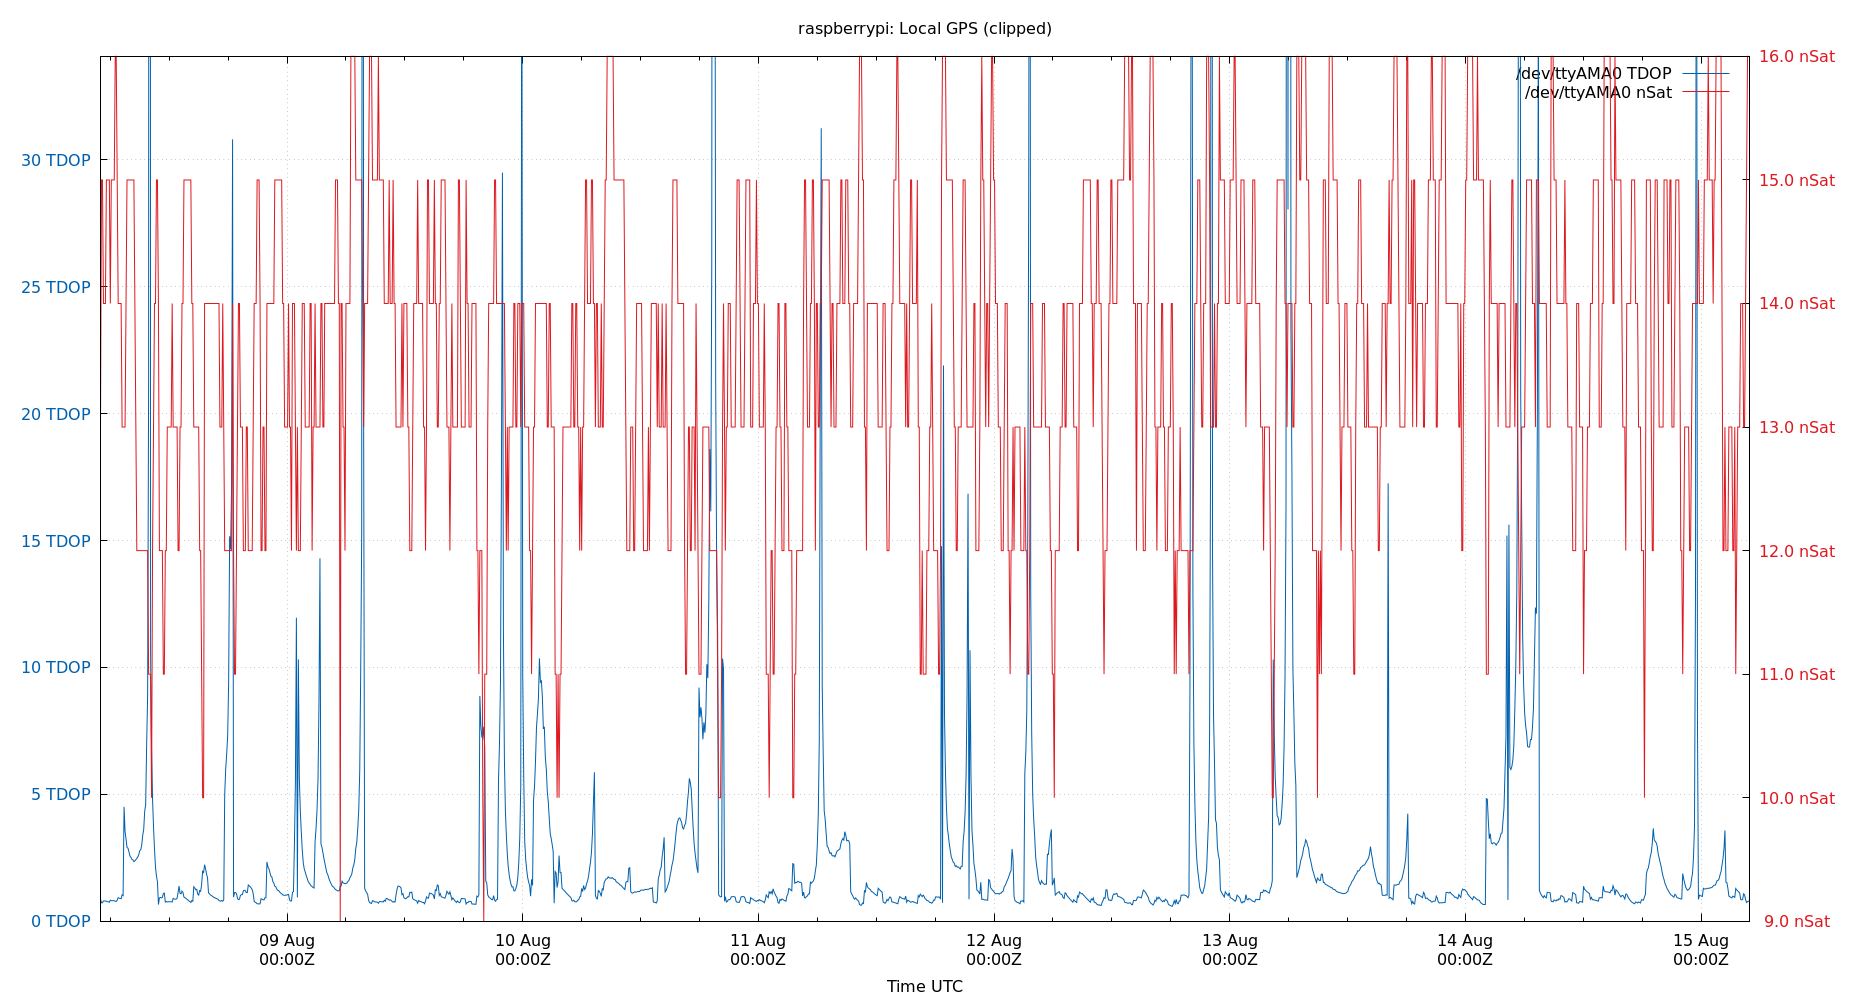 raspberrypi: Local GPS (clipped)
16.0 nSat
/dev/ttyAMA0 TDOP
/dev/ttyAMA0 nSat
30 TDOP
15.0 nSat
25 TDOP
14.0 nSat
20 TDOP
13.0 nSat
15 TDOP
12.0 nSat
10 TDOP
11.0 nSat
5 TDOP
10.0 nSat
0 TDOP
9.0 nSat
09 Aug 10 Aug 11 Aug 12 Aug 13 Aug 14 Aug 15 Aug
00:00Z 00:00Z 00:00Z 00:00Z 00:00Z 00:00Z 00:00Z
Time UTC